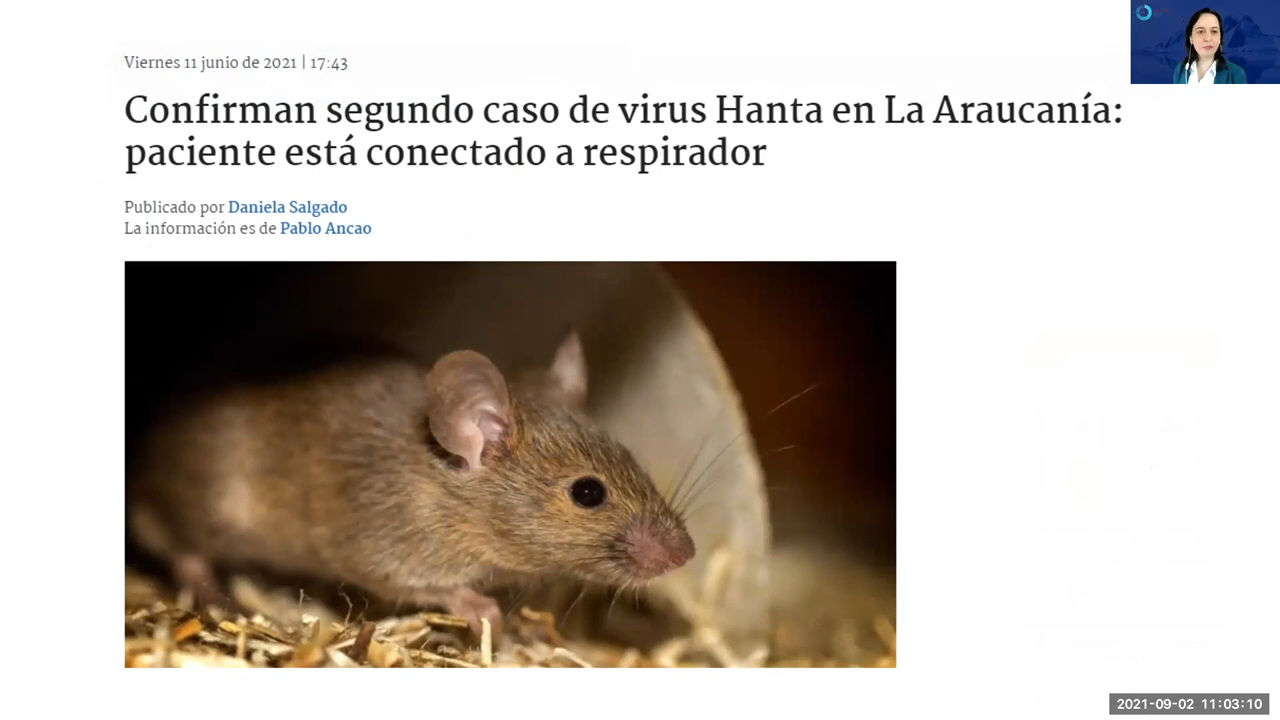 Viernes 11 junio de 2021 | 17:43
Confirman segundo caso de virus Hanta en La Araucanía:
paciente está conectado a respirador
Publicado por Daniela Salgado
La información es de Pablo Ancao
2021-09-02 11:03:10